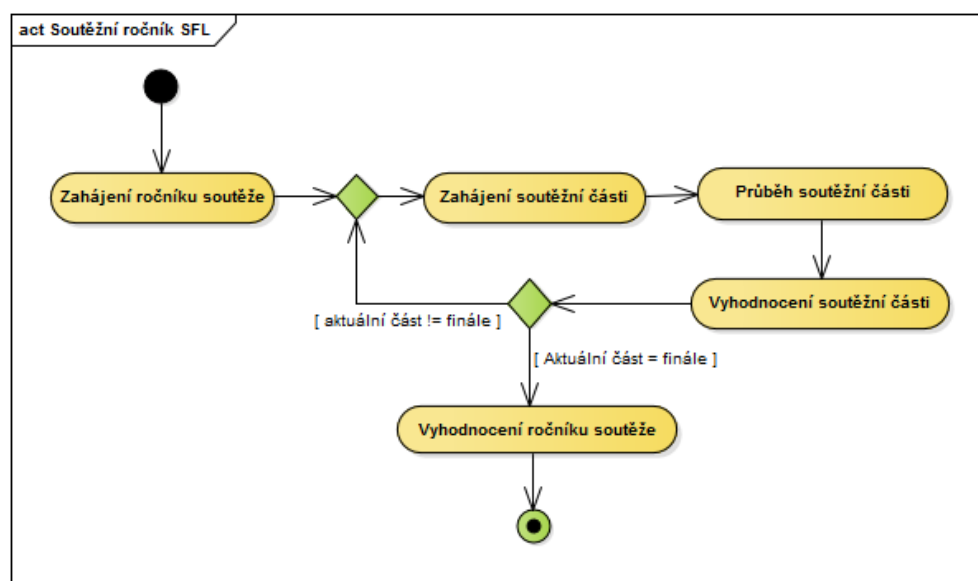 act Soutěžní ročník SFL
Zahájení ročníku soutěže
Zahájení soutěžní části
Průběh soutěžní části
Vyhodnocení soutěžní části
[ aktuální část != finále ]
[ Aktuální část = finále ]
Vyhodnocení ročníku soutěže